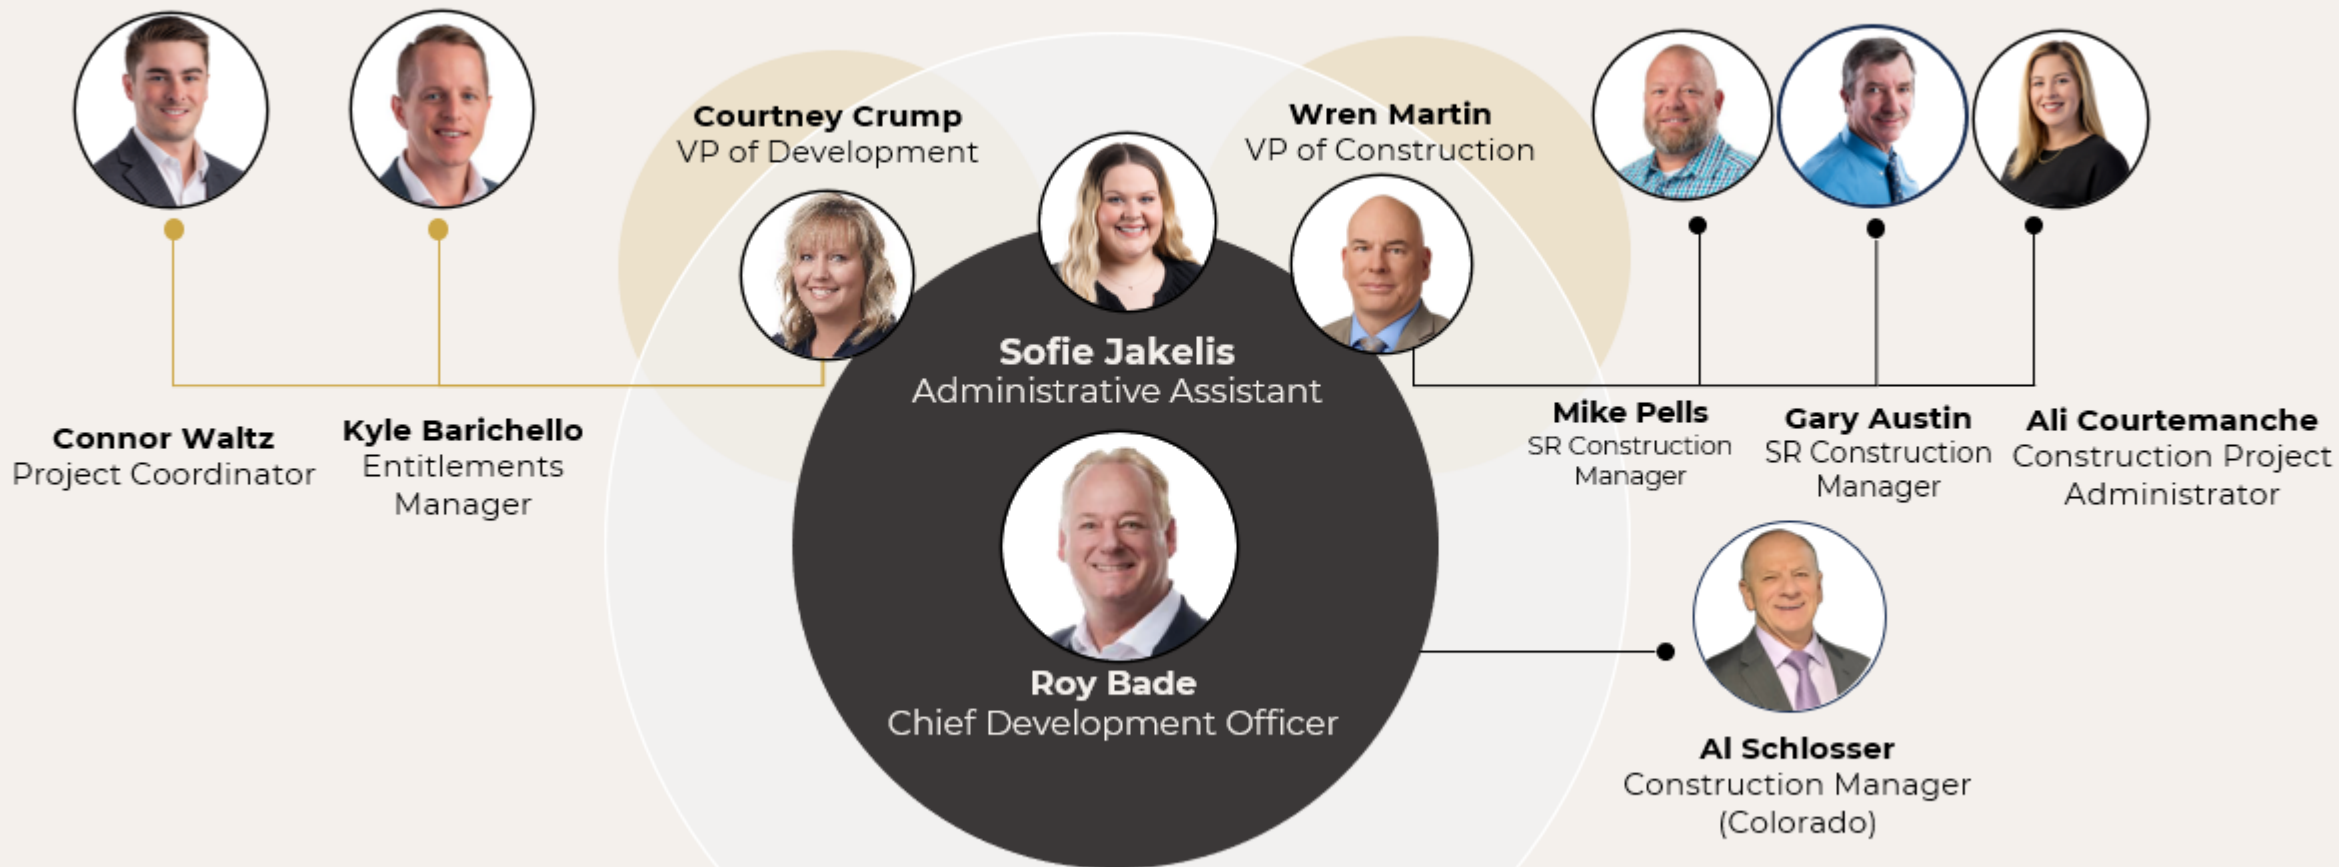 Courtney Crump
VP of Development
Wren Martin
VP of Construction
Sofie Jakelis
Administrative Assistant
Connor Waltz
Project Coordinator
Kyle Barichello
Entitlements
Manager
Mike Pells
SR Construction
Manager
Gary Austin
SR Construction
Manager
Ali Courtemanche
Construction Project
Administrator
Roy Bade
Chief Development Officer
Al Schlosser
Construction Manager
(Colorado)